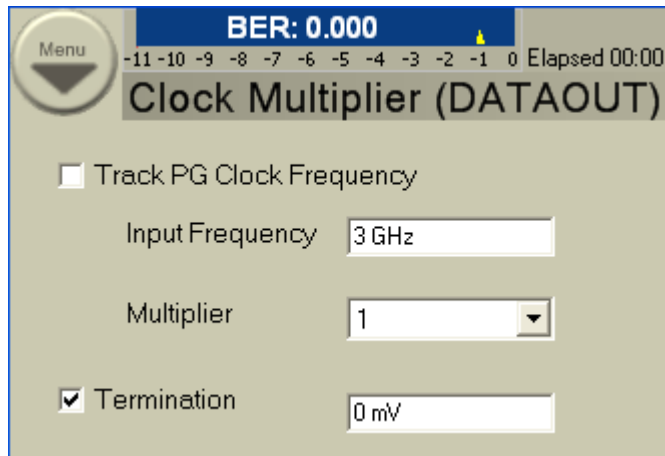 BER: 0.000
Menu
-11 -10 -9 -8 -7 -6 -5 -4 -3 -2 -1 0 Elapsed 00:00
Clock Multiplier (DATAOUT)
Track PG Clock Frequency
Input Frequency 3 GHz
Multiplier 1
Termination 0 mV